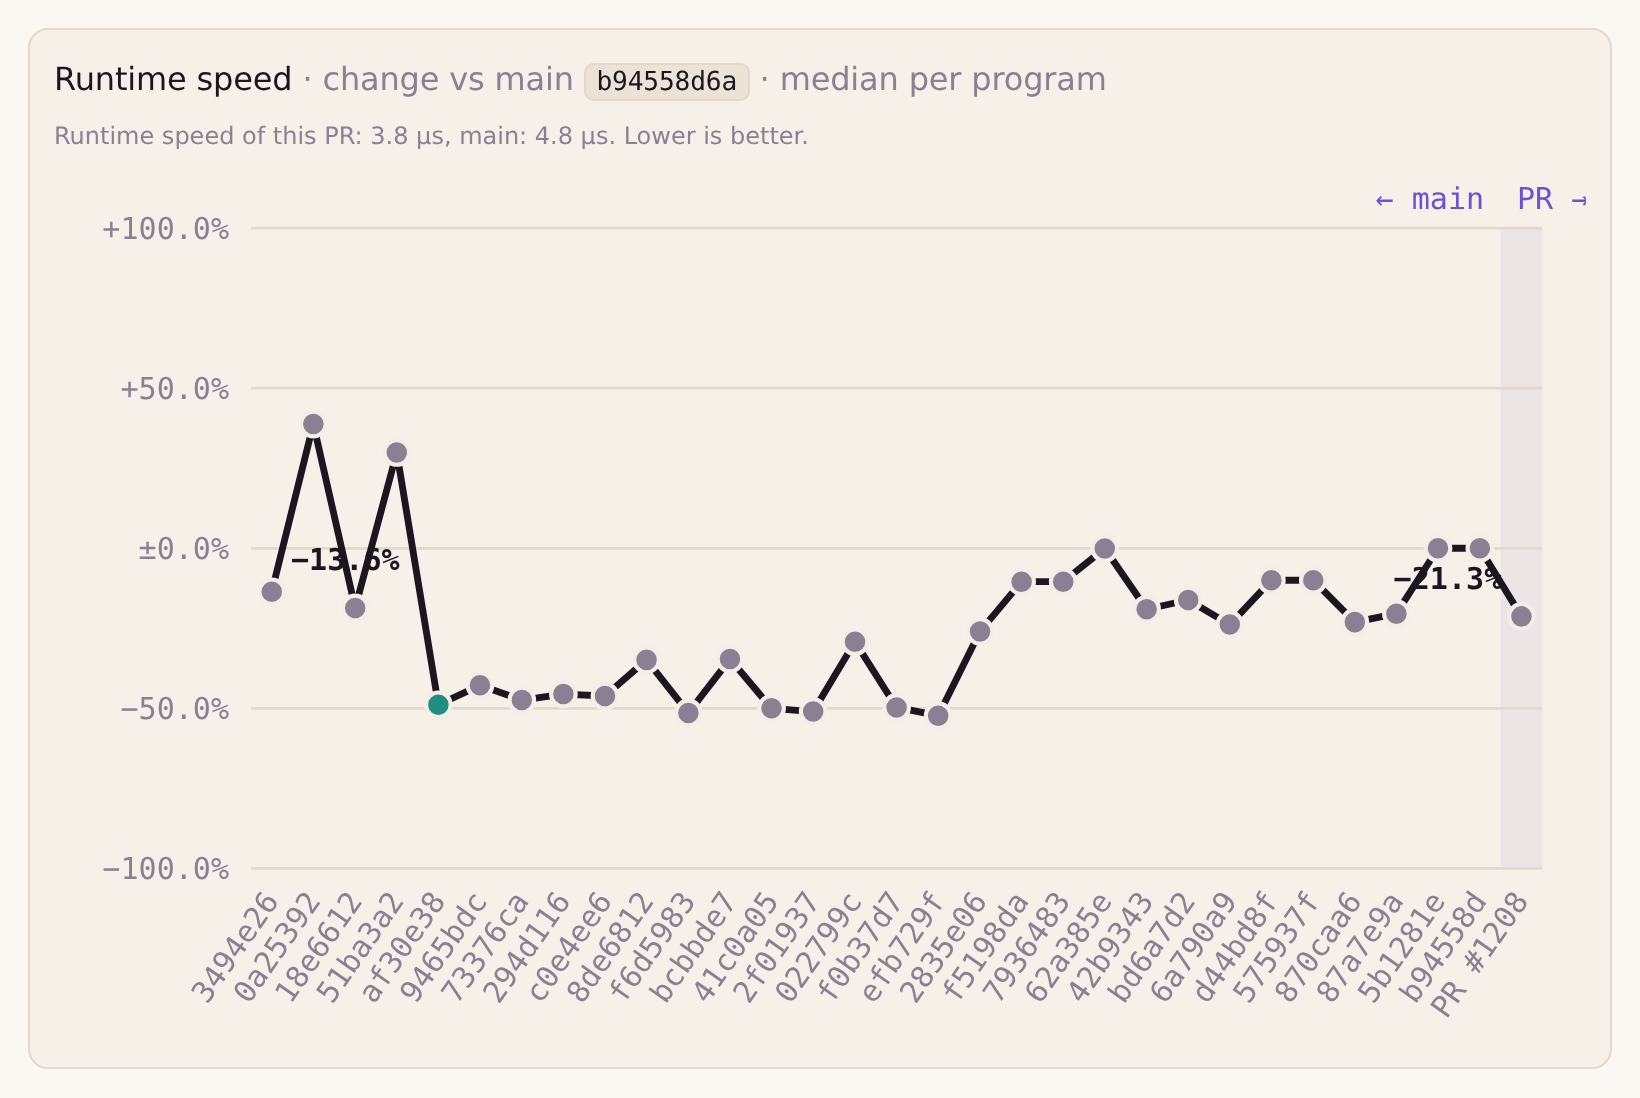 Runtime speed · change vs main b94558d6a · median per program
Runtime speed of this PR: 3.8 µs, main: 4.8 µs. Lower is better.
← main PR →
+100.0%
+50.0%
±0.0%
−50.0%
−100.0%
−13.6%
−21.3%
3494e26
0a25392
18e6612
51ba3a2
af30e38
9465bdc
73376ca
294d116
c0e4ee6
8de6812
f6d5983
bcbbde7
41c0a05
2f01937
022799c
f0b37d7
efb729f
2835e06
f5198da
7936483
62a385e
42b9343
bd6a7d2
6a790a9
d44bd8f
575937f
870caa6
87a7e9a
5b1281e
b94558d
PR #1208